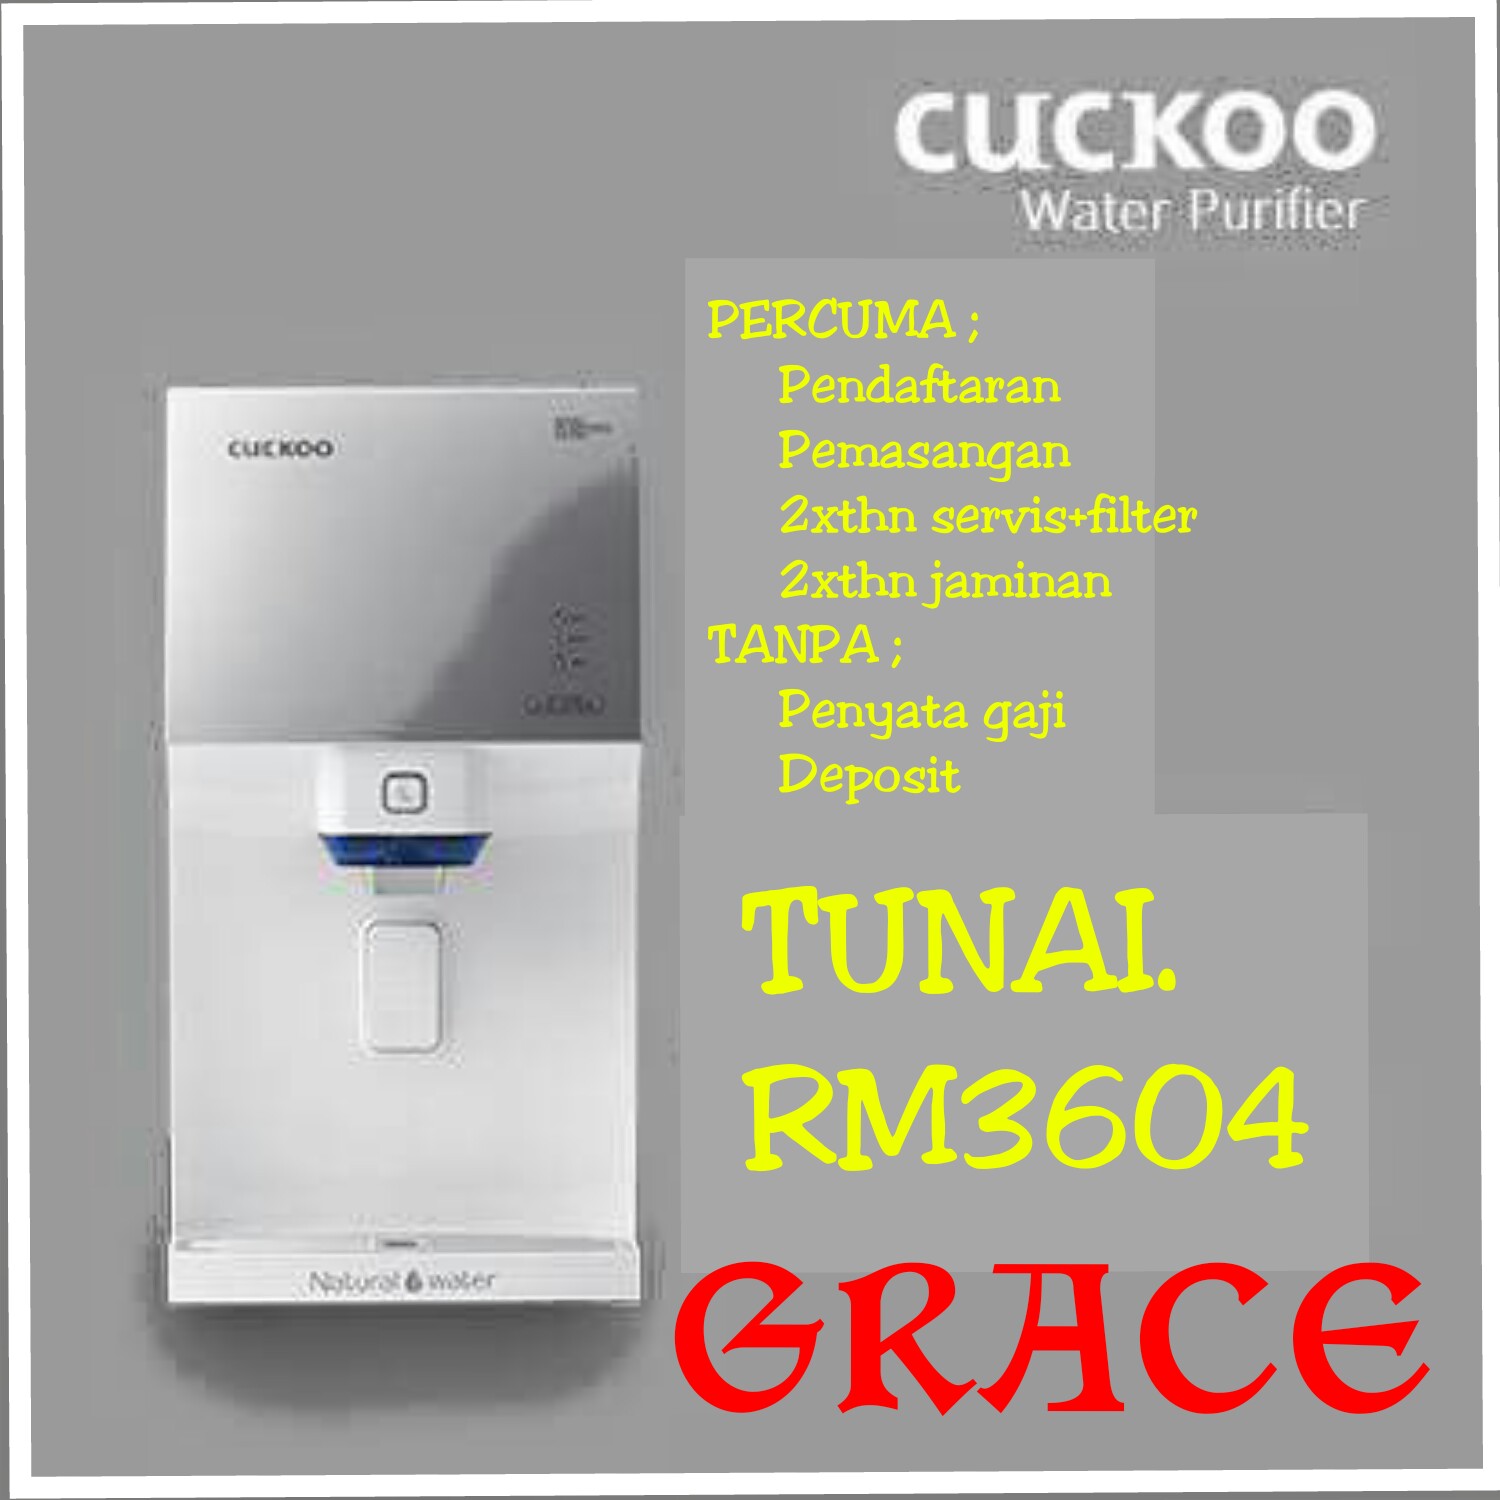 CUCKOO
Water Purifier
PERCUMA ;
Pendaftaran
Pemasangan
2xthn servis+filter
2xthn jaminan
TANPA ;
Penyata gaji
Deposit
TUNAI.
RM3604
GRACE
CUCKOO
Natural water